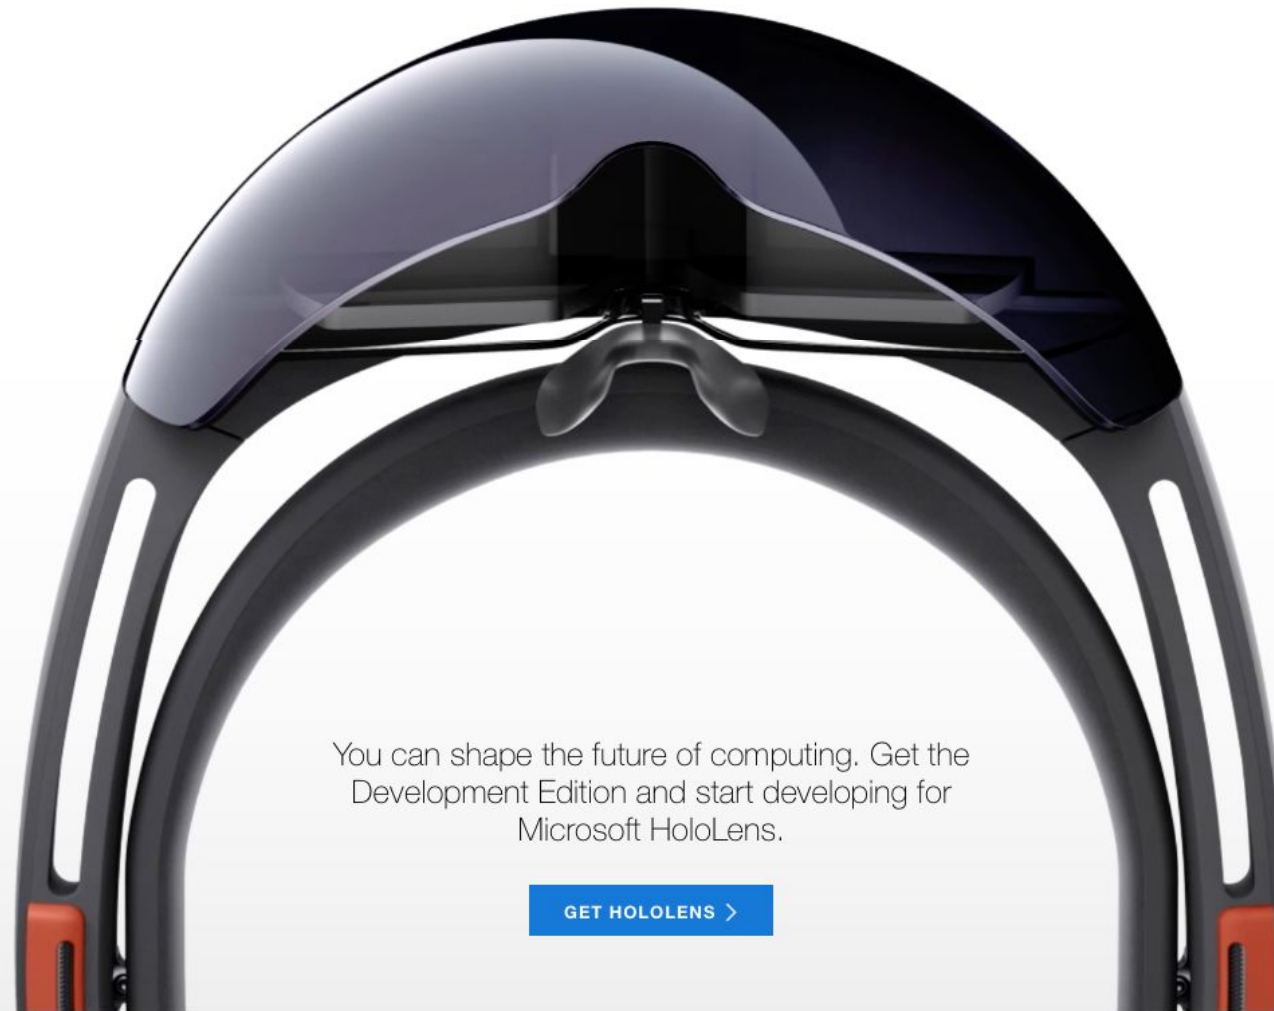 You can shape the future of computing. Get the
Development Edition and start developing for
Microsoft HoloLens.
GET HOLOLENS >